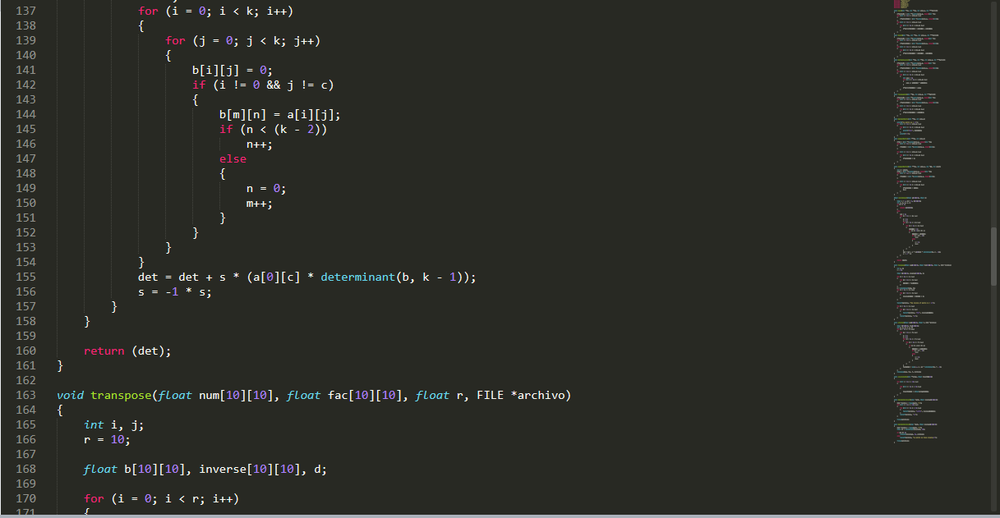 137 for (i = 0; i < k; i++)
138 {
139 for (j = 0; j < k; j++)
140 {
141 b[i][j] = 0;
142 if (i != 0 && j != c)
143 {
144 b[m][n] = a[i][j];
145 if (n < (k - 2))
146 n++;
147 else
148 {
149 n = 0;
150 m++;
151 }
152 }
153 }
154 }
155 det = det + s * (a[0][c] * determinant(b, k - 1));
156 s = -1 * s;
157 }
158 }
159
160 return (det);
161 }
162
163 void transpose(float num[10][10], float fac[10][10], float r, FILE *archivo)
164 {
165 int i, j;
166 r = 10;
167
168 float b[10][10], inverse[10][10], d;
169
170 for (i = 0; i < r; i++)
171 {